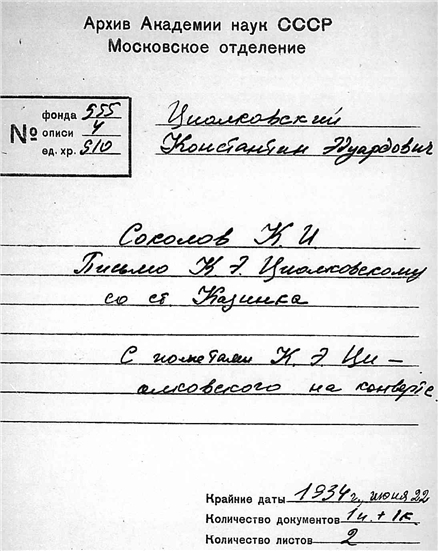 Архив Академии наук СССР
Московское отделение
№
фонда 555
описи 4
ед. хр. 510
Циолковский
Константин Эдуардович
Соколов К. И
Письмо К. Э. Циолковскому
со ст. Казинка
С пометами К. Э Ци–
олковского на конверте.
Крайние даты 1934 г, июня 22
Количество документов 1п. + 1к.
Количество листов 2